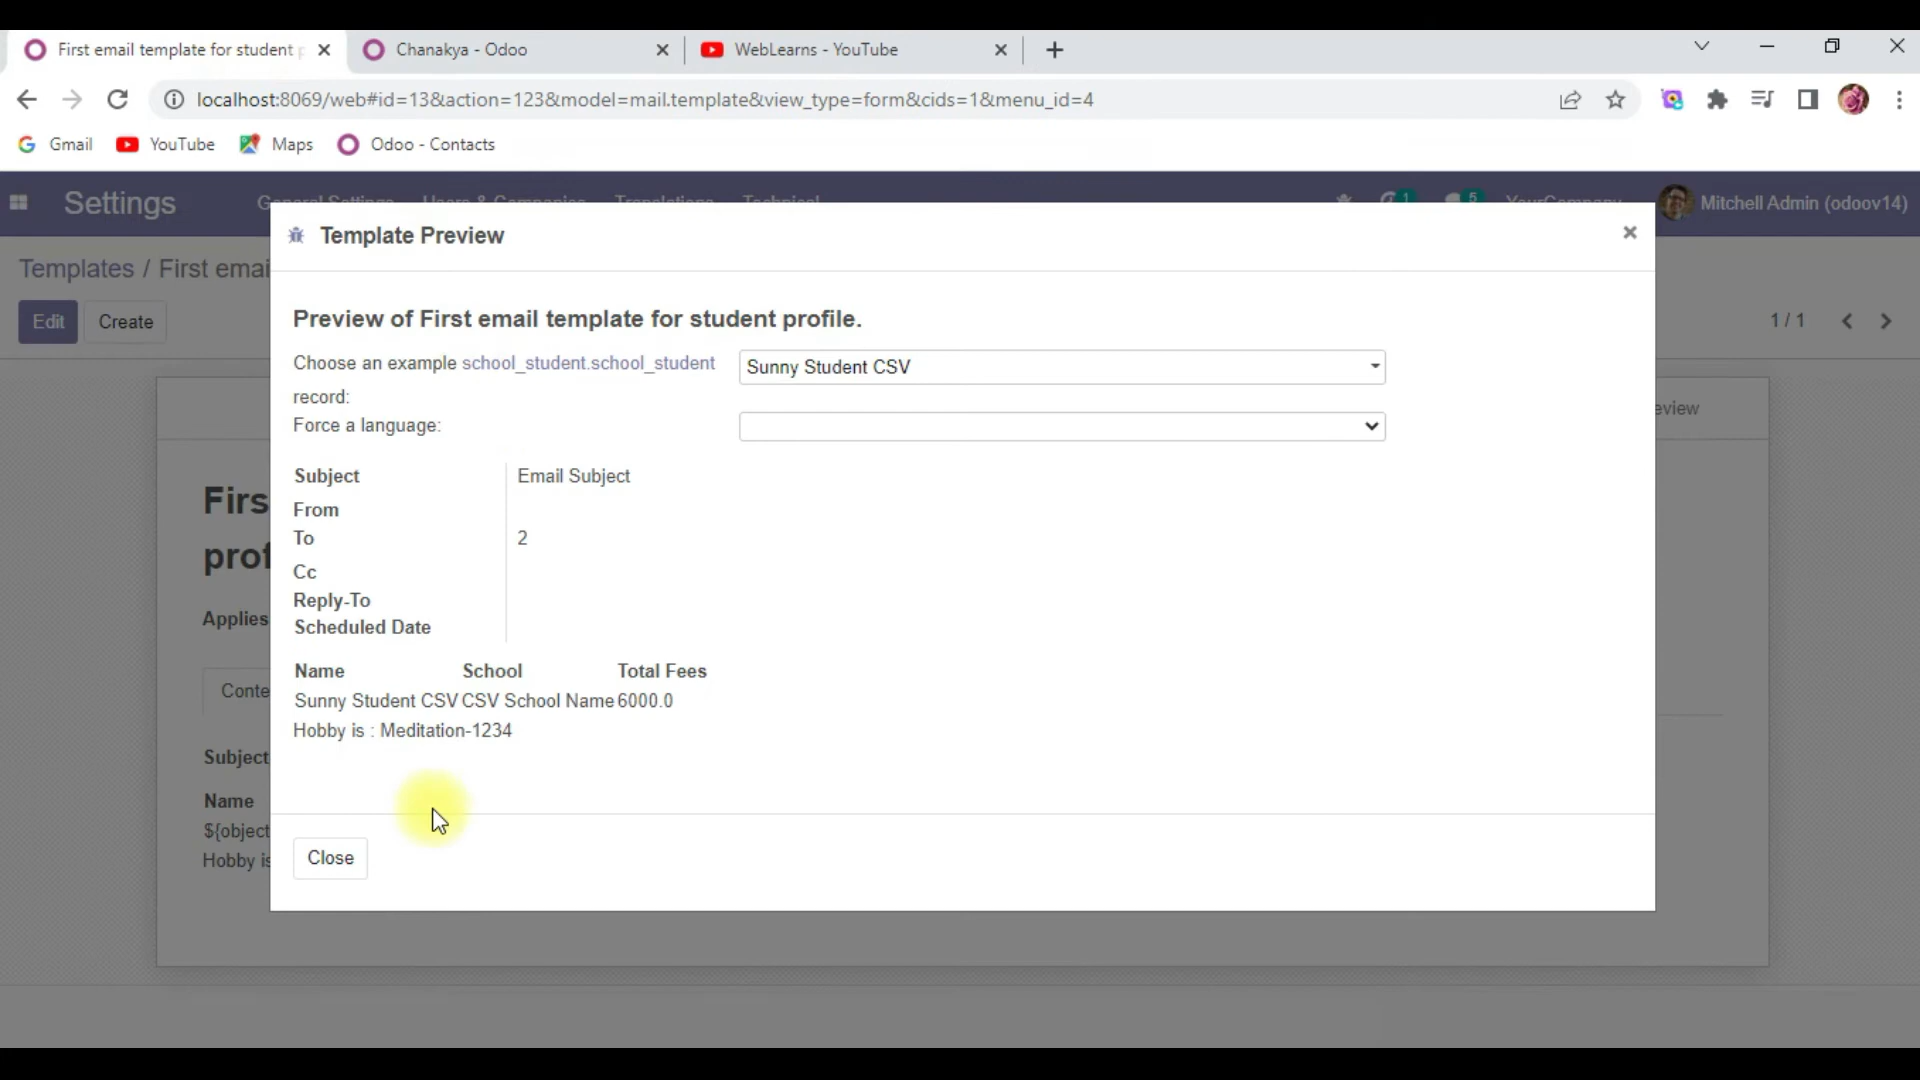 First email template for student p
Chanakya - Odoo
WebLearns - YouTube
localhost:8069/web#id=13&action=123&model=mail.template&view_type=form&cids=1&menu_id=4
Gmail
YouTube
Maps
Odoo - Contacts
Settings
General Settings
Users & Companies
Translations
Technical
1
5
YourCompany
Mitchell Admin (odoov14)
Template Preview
Templates / First emai
Edit
Create
1 / 1
Preview of First email template for student profile.
Choose an example school_student.school_student
record:
Sunny Student CSV
Force a language:
eview
Subject
Email Subject
Firs
From
To
2
prof
Cc
Reply-To
Applies
Scheduled Date
Name School Total Fees
Sunny Student CSV CSV School Name 6000.0
Conte
Hobby is : Meditation-1234
Subject
Name
${object
Hobby is
Close